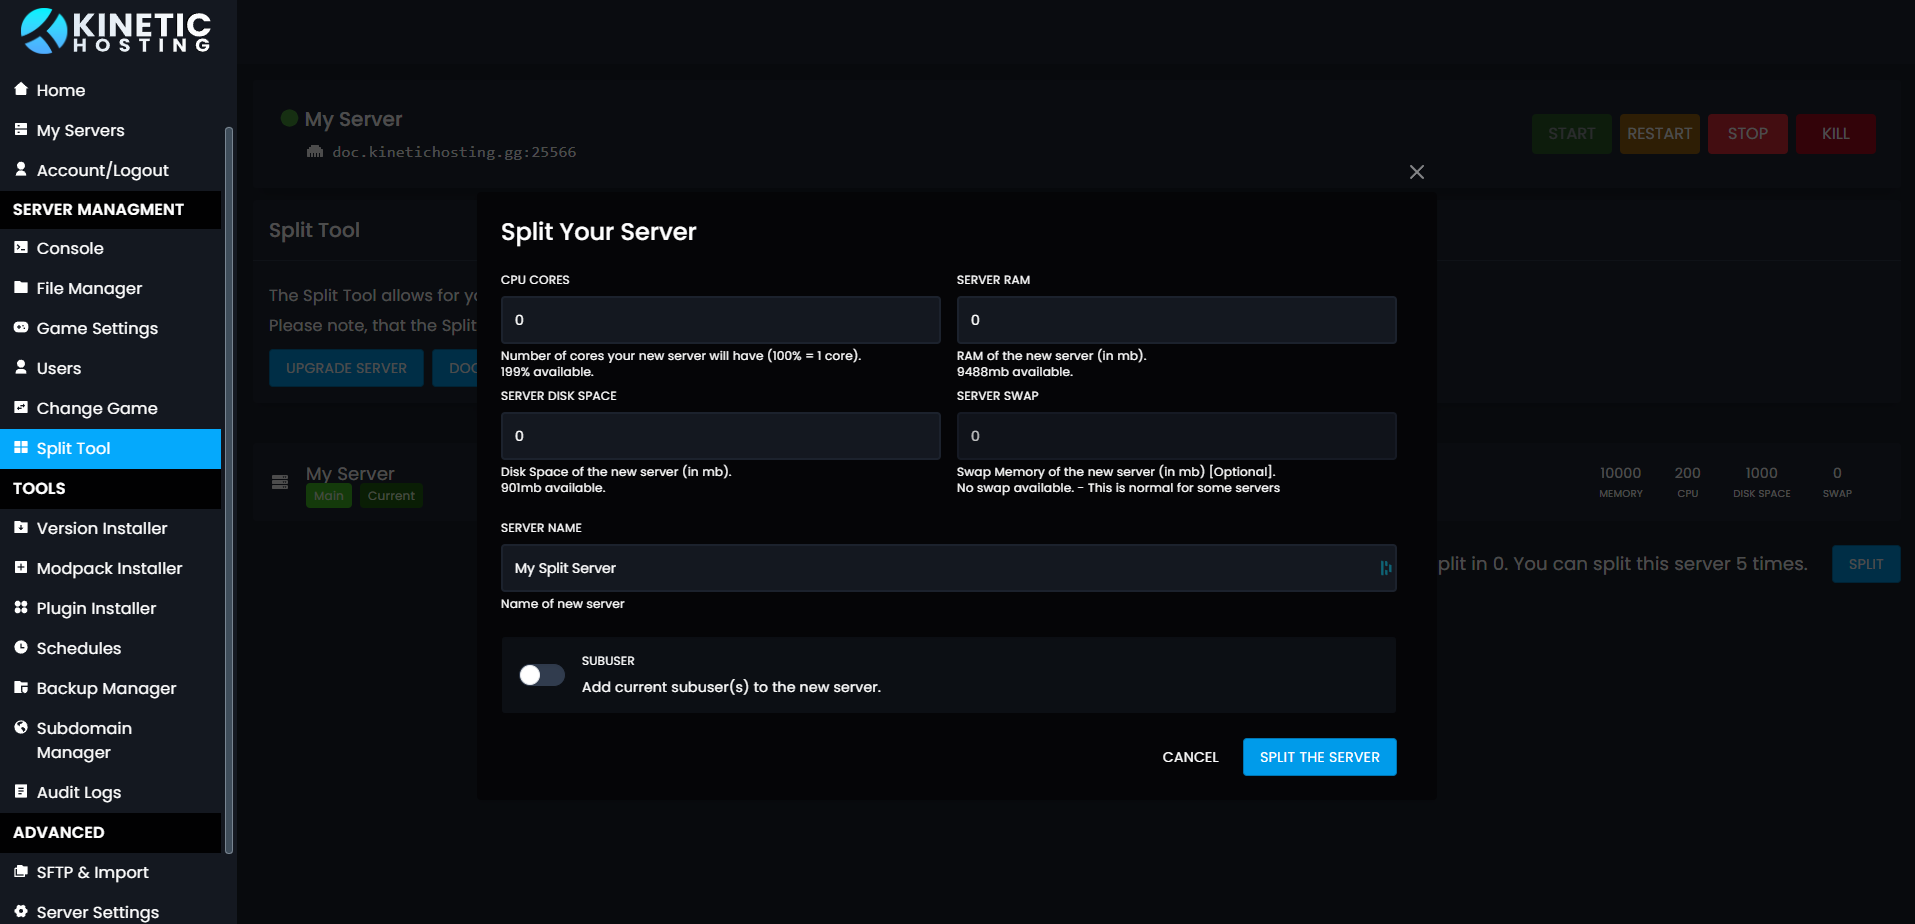 KINETIC
HOSTING
Home
My Servers
Account/Logout
SERVER MANAGMENT
Console
File Manager
Game Settings
Users
Change Game
Split Tool
TOOLS
Version Installer
Modpack Installer
Plugin Installer
Schedules
Backup Manager
Subdomain
Manager
Audit Logs
ADVANCED
SFTP & Import
Server Settings
My Server
doc.kinetichosting.gg:25566
START
RESTART
STOP
KILL
Split Tool
The Split Tool allows for
Please note, that the Split
UPGRADE SERVER
My Server
Main
Current
10000
MEMORY
200
CPU
1000
DISK SPACE
0
SWAP
plit in 0. You can split this server 5 times.
SPLIT
Split Your Server
CPU CORES
0
Number of cores your new server will have (100% = 1 core).
199% available.
SERVER RAM
0
RAM of the new server (in mb).
9488mb available.
SERVER DISK SPACE
0
Disk Space of the new server (in mb).
901mb available.
SERVER SWAP
0
Swap Memory of the new server (in mb) [Optional].
No swap available. - This is normal for some servers
SERVER NAME
My Split Server
Name of new server
SUBUSER
Add current subuser(s) to the new server.
CANCEL
SPLIT THE SERVER